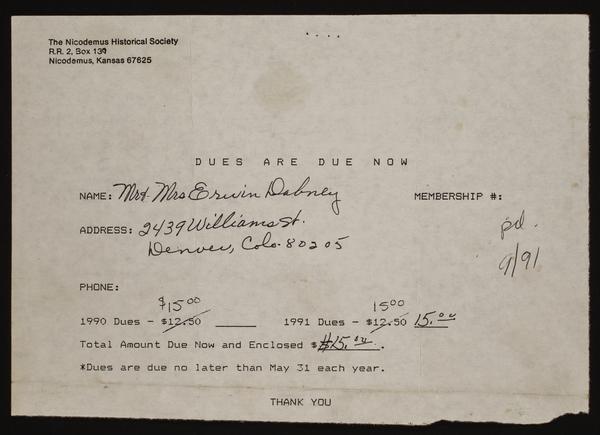 The Nicodemus Historical Society
R.R. 2, Box 139
Nicodemus, Kansas 67625
DUES ARE DUE NOW
NAME: Mr & Mrs Erwin Dabney
MEMBERSHIP #:
ADDRESS: 2439 Williams St.
Denver, Colo. 80205
pd.
9/91
PHONE:
$15 00 15 00
1990 Dues - $12.50 ______ 1991 Dues - $12.50 15.00
Total Amount Due Now and Enclosed $ $15.00.
*Dues are due no later than May 31 each year.
THANK YOU